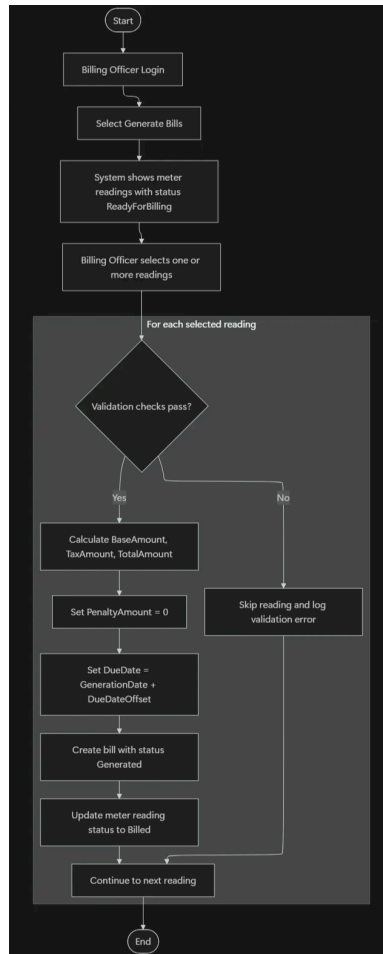 Start
Billing Officer Login
Select Generate Bills
System shows meter
readings with status
ReadyForBilling
Billing Officer selects one or
more readings
For each selected reading
Validation checks pass?
Yes
No
Calculate BaseAmount,
TaxAmount, TotalAmount
Set PenaltyAmount = 0
Skip reading and log
validation error
Set DueDate =
GenerationDate +
DueDateOffset
Create bill with status
Generated
Update meter reading
status to Billed
Continue to next reading
End